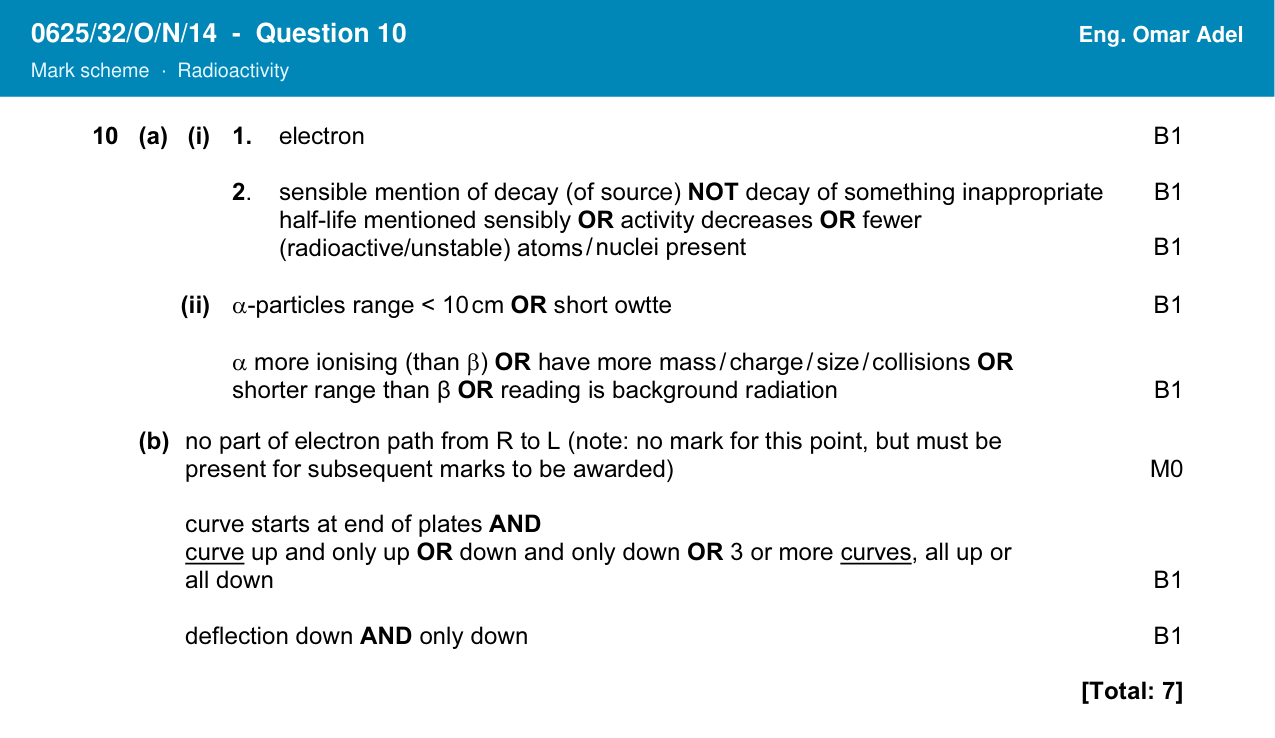 0625/32/O/N/14 - Question 10
Eng. Omar Adel
Mark scheme · Radioactivity
10 (a) (i) 1. electron B1
2. sensible mention of decay (of source) NOT decay of something inappropriate B1
half-life mentioned sensibly OR activity decreases OR fewer
(radioactive/unstable) atoms/nuclei present B1
(ii) α-particles range < 10 cm OR short owtte B1
α more ionising (than β) OR have more mass/charge/size/collisions OR
shorter range than β OR reading is background radiation B1
(b) no part of electron path from R to L (note: no mark for this point, but must be
present for subsequent marks to be awarded) M0
curve starts at end of plates AND
curve up and only up OR down and only down OR 3 or more curves, all up or
all down B1
deflection down AND only down B1
[Total: 7]